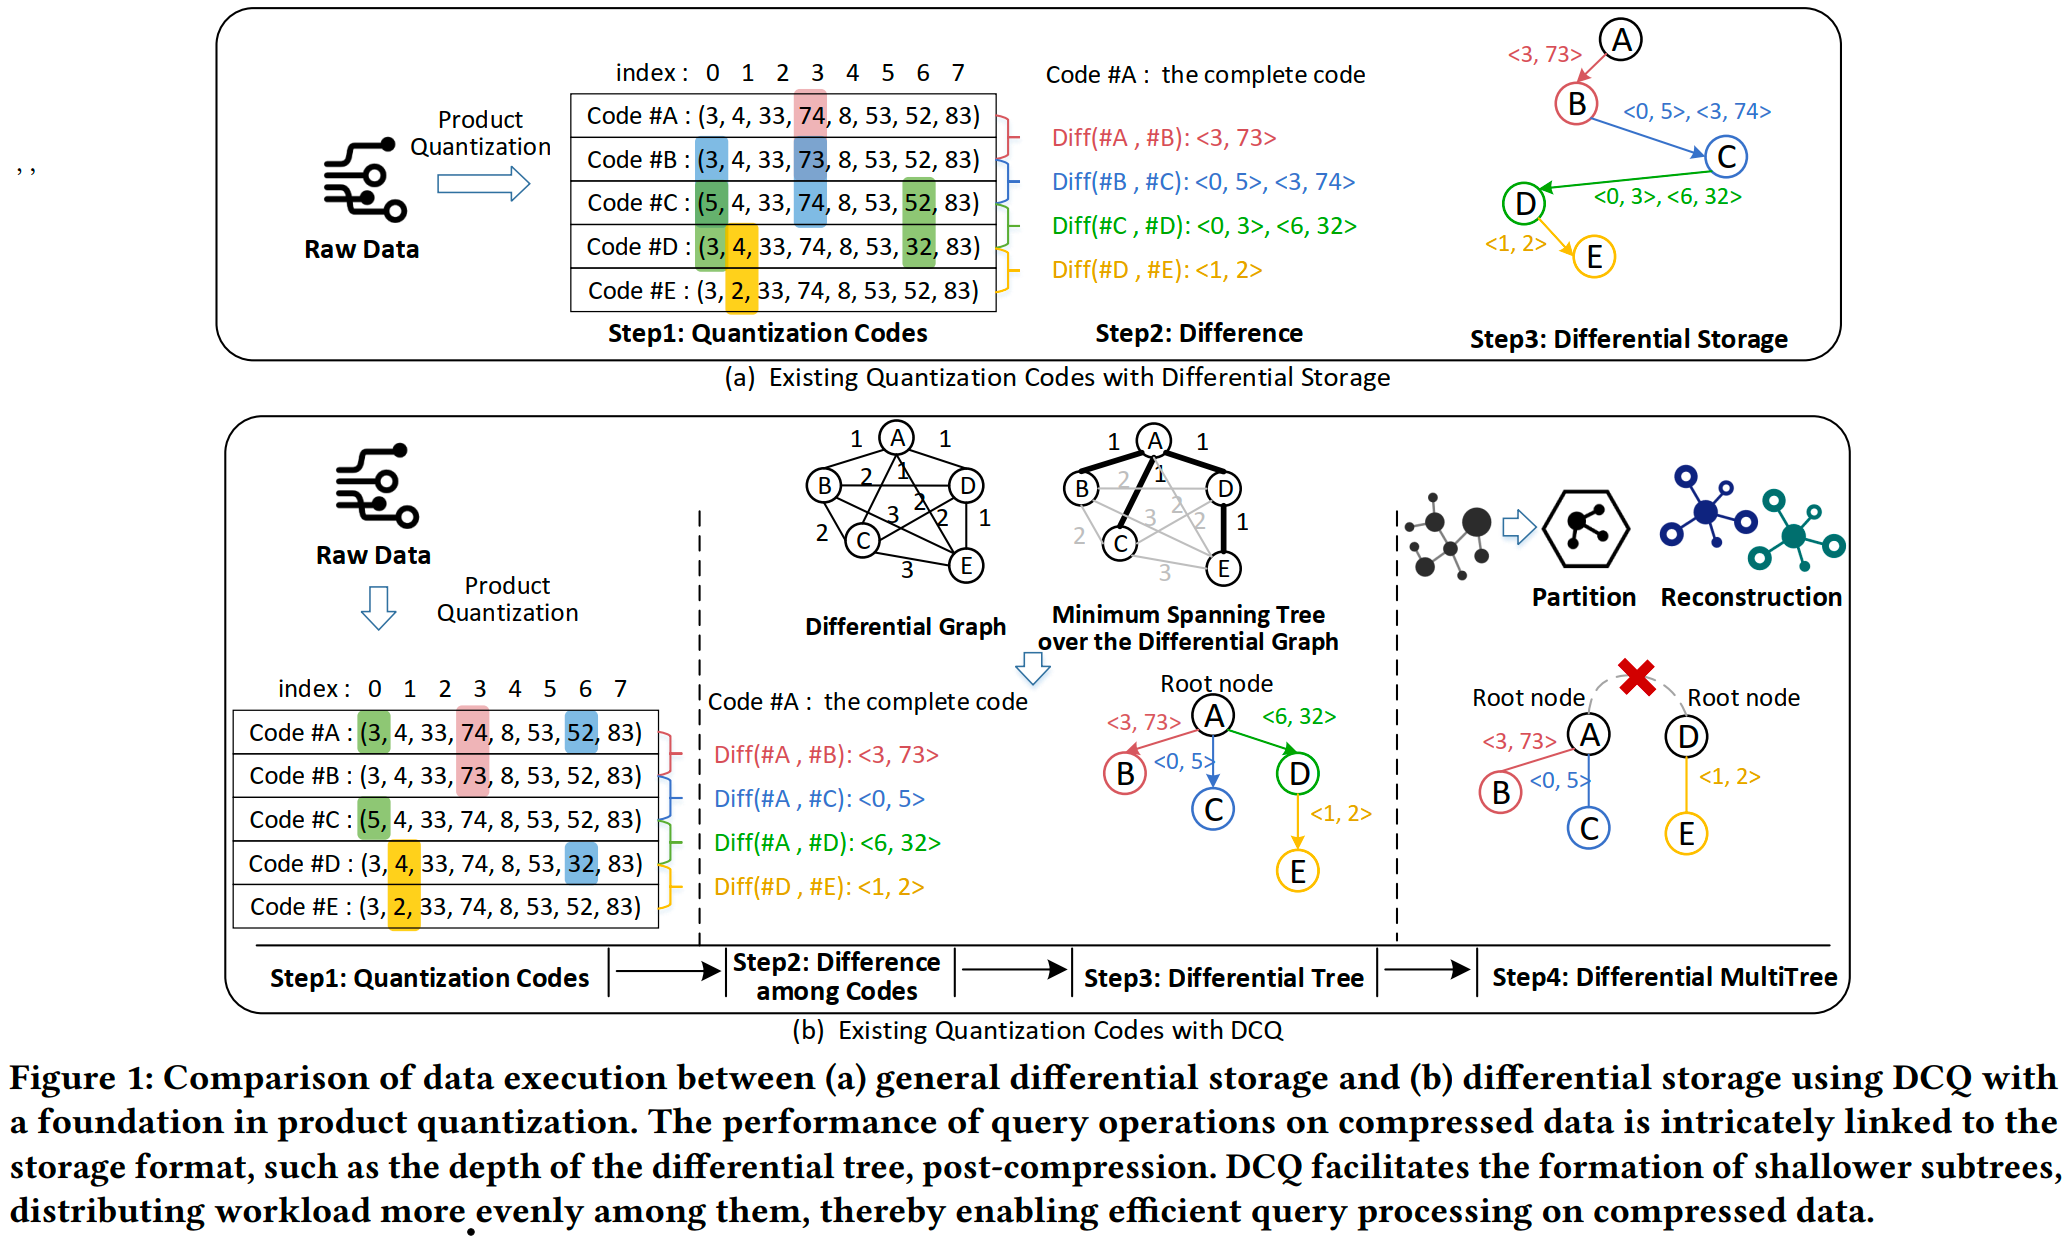 , ,
Product
Quantization
Raw Data
index : 0 1 2 3 4 5 6 7
Code #A : (3, 4, 33, 74, 8, 53, 52, 83)
Code #B : (3, 4, 33, 73, 8, 53, 52, 83)
Code #C : (5, 4, 33, 74, 8, 53, 52, 83)
Code #D : (3, 4, 33, 74, 8, 53, 32, 83)
Code #E : (3, 2, 33, 74, 8, 53, 52, 83)
Step1: Quantization Codes
Code #A : the complete code
Diff(#A , #B): <3, 73>
Diff(#B , #C): <0, 5>, <3, 74>
Diff(#C , #D): <0, 3>, <6, 32>
Diff(#D , #E): <1, 2>
Step2: Difference
A
<3, 73>
B
<0, 5>, <3, 74>
C
D
<0, 3>, <6, 32>
<1, 2>
E
Step3: Differential Storage
(a) Existing Quantization Codes with Differential Storage
Raw Data
Product
Quantization
index : 0 1 2 3 4 5 6 7
Code #A : (3, 4, 33, 74, 8, 53, 52, 83)
Code #B : (3, 4, 33, 73, 8, 53, 52, 83)
Code #C : (5, 4, 33, 74, 8, 53, 52, 83)
Code #D : (3, 4, 33, 74, 8, 53, 32, 83)
Code #E : (3, 2, 33, 74, 8, 53, 52, 83)
1 A 1
B 2 1 D
2
2 3 2 1
C
3 E
Differential Graph
1 A 1
B 2 1 D
2
2 3 2 1
C
3 E
Minimum Spanning Tree
over the Differential Graph
Code #A : the complete code
Diff(#A , #B): <3, 73>
Diff(#A , #C): <0, 5>
Diff(#A , #D): <6, 32>
Diff(#D , #E): <1, 2>
Root node
A
<3, 73>
<6, 32>
B
<0, 5>
D
C
<1, 2>
E
Partition
Reconstruction
Root node
Root node
A
D
<3, 73>
B
<0, 5>
<1, 2>
C
E
Step1: Quantization Codes
Step2: Difference
among Codes
Step3: Differential Tree
Step4: Differential MultiTree
(b) Existing Quantization Codes with DCQ
Figure 1: Comparison of data execution between (a) general differential storage and (b) differential storage using DCQ with
a foundation in product quantization. The performance of query operations on compressed data is intricately linked to the
storage format, such as the depth of the differential tree, post-compression. DCQ facilitates the formation of shallower subtrees,
distributing workload more evenly among them, thereby enabling efficient query processing on compressed data.